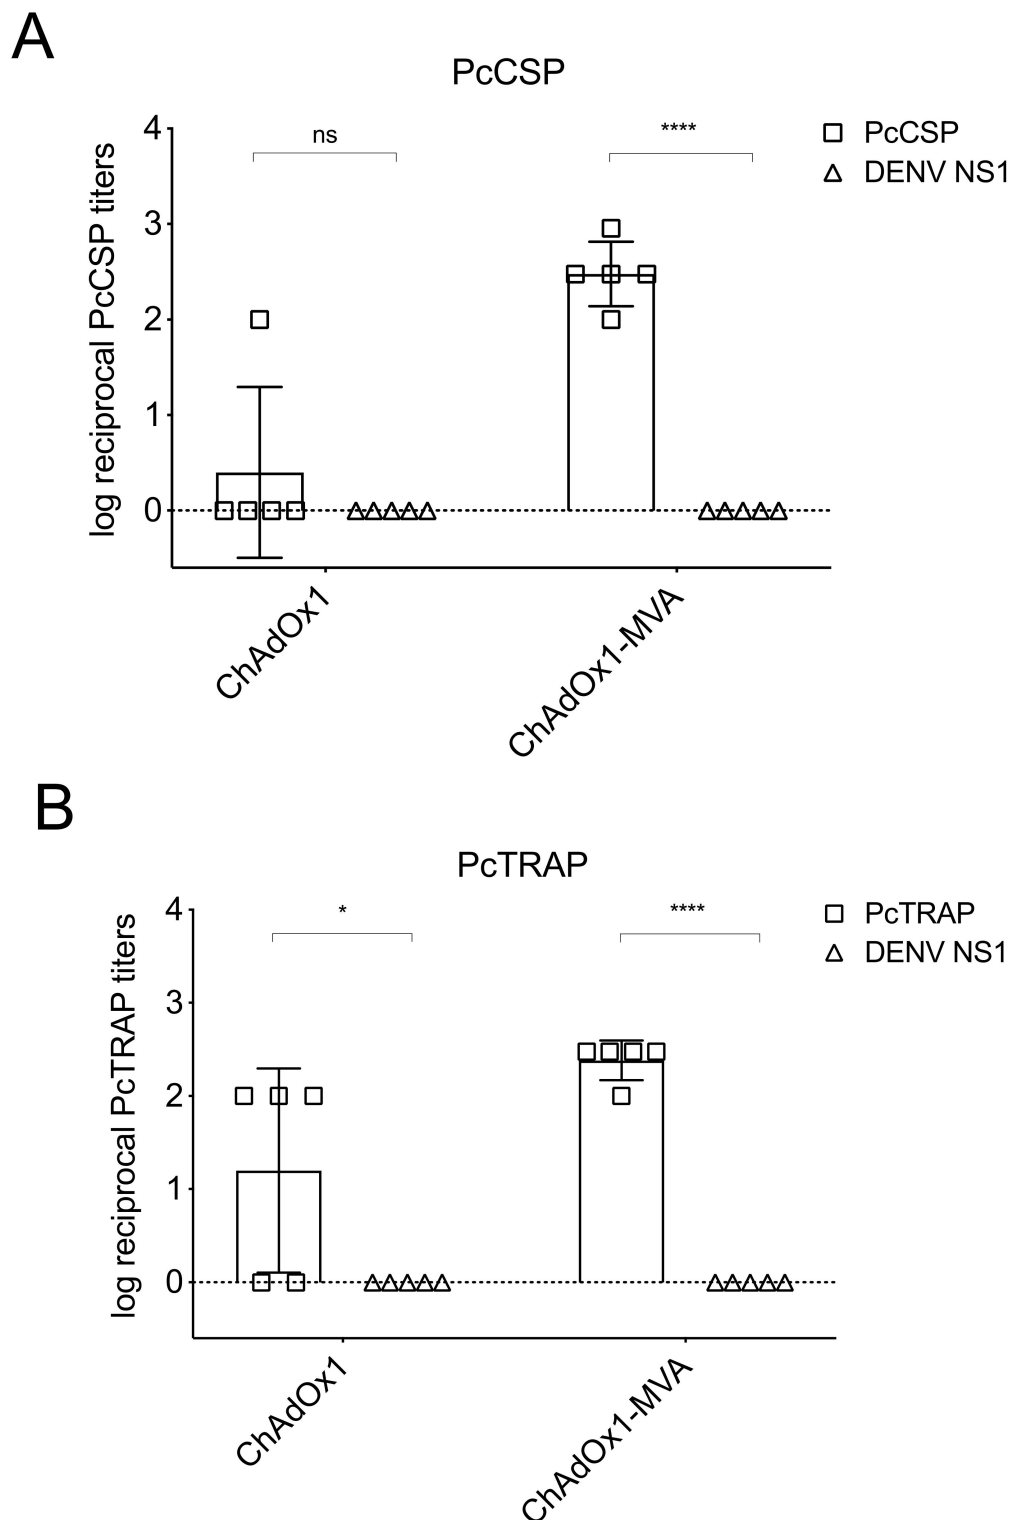 A
PcCSP
log reciprocal PcCSP titers
4
3
2
1
0
ns
****
PcCSP
DENV NS1
ChAdOx1
ChAdOx1-MVA
B
PcTRAP
log reciprocal PcTRAP titers
4
3
2
1
0
*
****
PcTRAP
DENV NS1
ChAdOx1
ChAdOx1-MVA